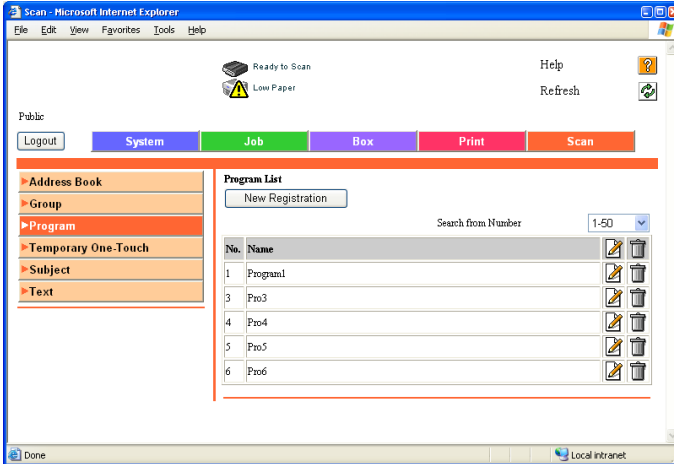 Scan - Microsoft Internet Explorer
File Edit View Favorites Tools Help
Ready to Scan
Help
Low Paper
Refresh
Public
Logout
System Job Box Print Scan
Address Book
Group
Program
Temporary One-Touch
Subject
Text
Program List
New Registration
Search from Number 1-50
No. Name
1 Program1
3 Pro3
4 Pro4
5 Pro5
6 Pro6
Done
Local intranet